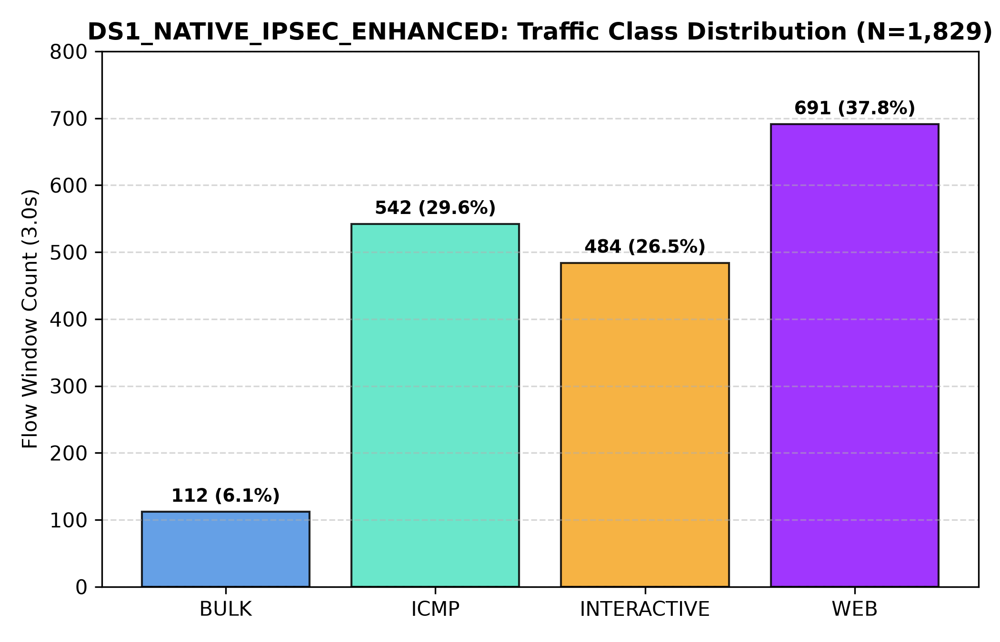 DS1_NATIVE_IPSEC_ENHANCED: Traffic Class Distribution (N=1,829)
Flow Window Count (3.0s)
800
700
600
500
400
300
200
100
0
112 (6.1%)
542 (29.6%)
484 (26.5%)
691 (37.8%)
BULK
ICMP
INTERACTIVE
WEB